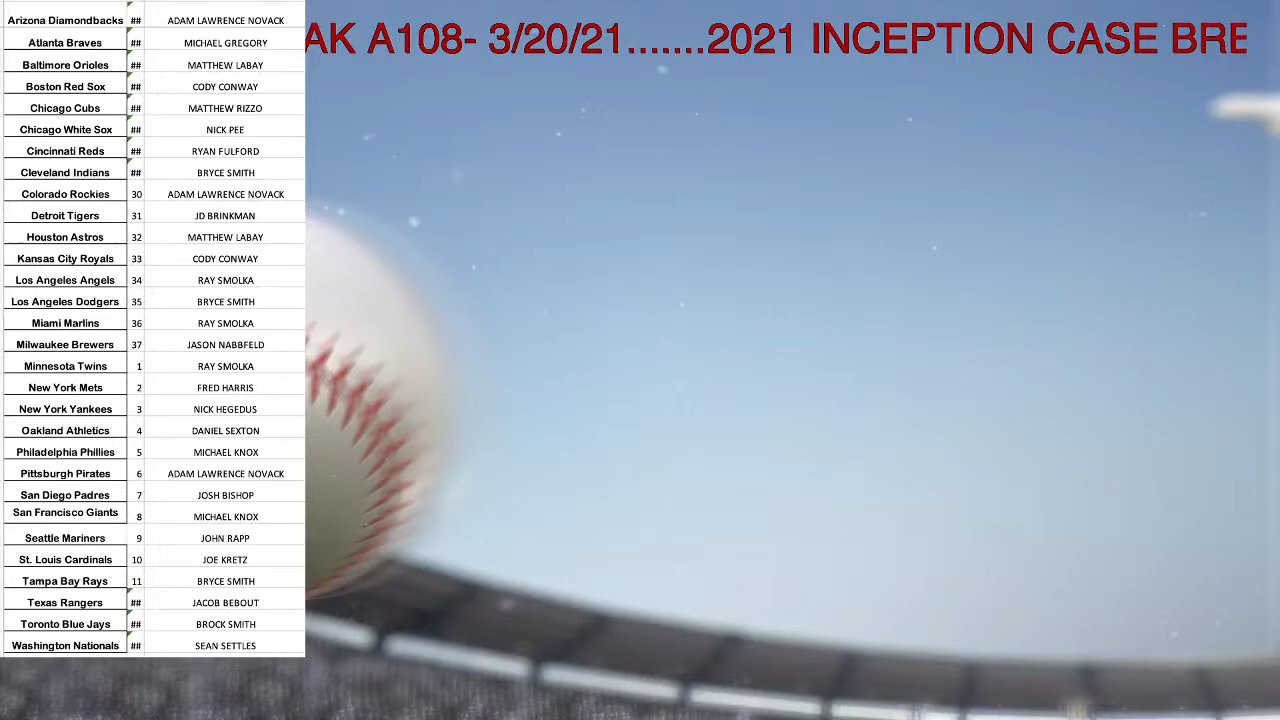 AK A108- 3/20/21.......2021 INCEPTION CASE BRE
Arizona Diamondbacks ## ADAM LAWRENCE NOVACK
Atlanta Braves ## MICHAEL GREGORY
Baltimore Orioles ## MATTHEW LABAY
Boston Red Sox ## CODY CONWAY
Chicago Cubs ## MATTHEW RIZZO
Chicago White Sox ## NICK PEE
Cincinnati Reds ## RYAN FULFORD
Cleveland Indians ## BRYCE SMITH
Colorado Rockies 30 ADAM LAWRENCE NOVACK
Detroit Tigers 31 JD BRINKMAN
Houston Astros 32 MATTHEW LABAY
Kansas City Royals 33 CODY CONWAY
Los Angeles Angels 34 RAY SMOLKA
Los Angeles Dodgers 35 BRYCE SMITH
Miami Marlins 36 RAY SMOLKA
Milwaukee Brewers 37 JASON NABBFELD
Minnesota Twins 1 RAY SMOLKA
New York Mets 2 FRED HARRIS
New York Yankees 3 NICK HEGEDUS
Oakland Athletics 4 DANIEL SEXTON
Philadelphia Phillies 5 MICHAEL KNOX
Pittsburgh Pirates 6 ADAM LAWRENCE NOVACK
San Diego Padres 7 JOSH BISHOP
San Francisco Giants 8 MICHAEL KNOX
Seattle Mariners 9 JOHN RAPP
St. Louis Cardinals 10 JOE KRETZ
Tampa Bay Rays 11 BRYCE SMITH
Texas Rangers ## JACOB BEBOUT
Toronto Blue Jays ## BROCK SMITH
Washington Nationals ## SEAN SETTLES